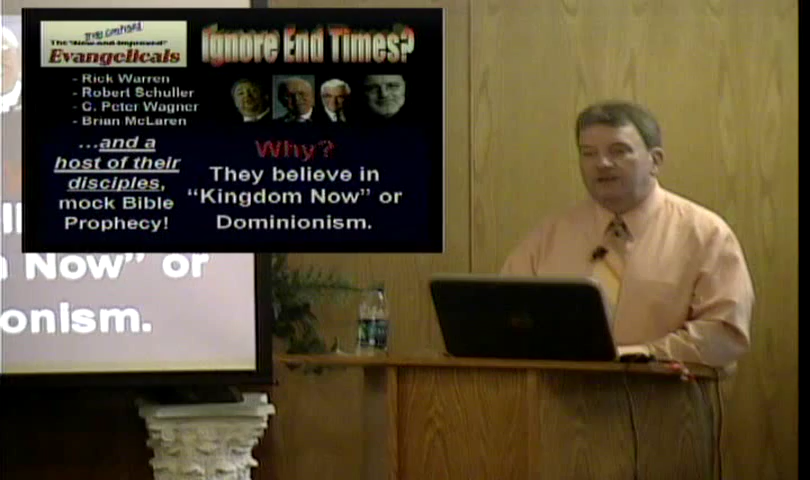 The "New and Improved"
Evangelicals
Ignore End Times?
- Rick Warren
- Robert Schuller
- C. Peter Wagner
- Brian McLaren
...and a
host of their
disciples,
mock Bible
Prophecy!
Why?
They believe in
"Kingdom Now" or
Dominionism.
Now" or
onism.